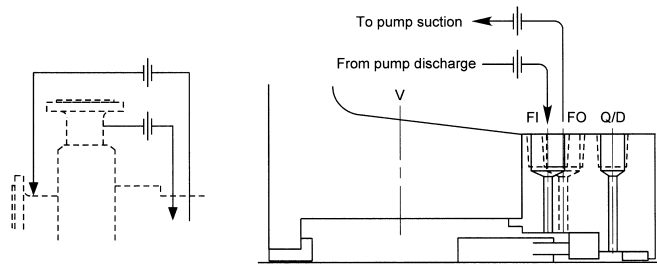 To pump suction
From pump discharge
V
FI
FO
Q/D